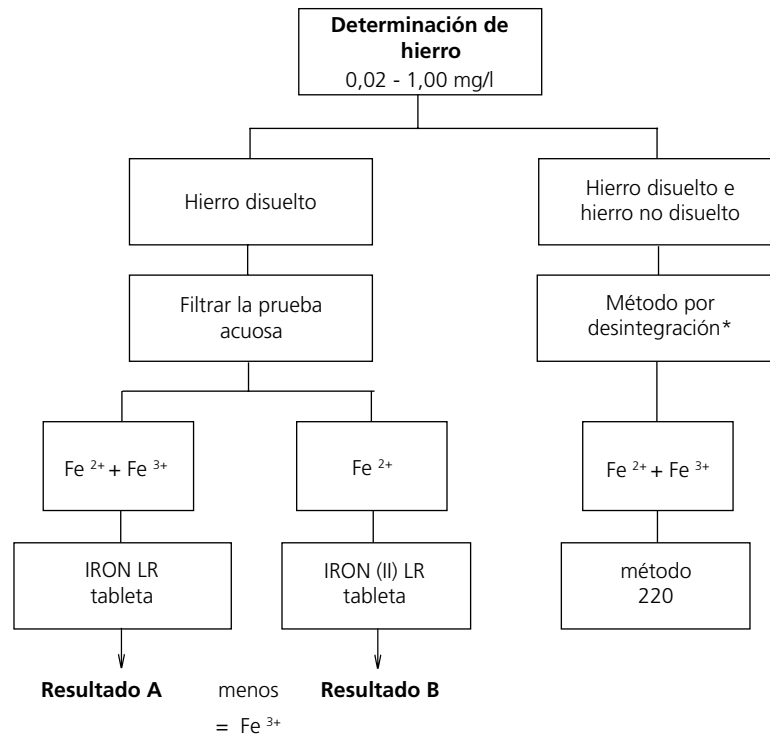 Determinación de
hierro
0,02 - 1,00 mg/l
Hierro disuelto
Hierro disuelto e
hierro no disuelto
Filtrar la prueba
acuosa
Método por
desintegración*
Fe 2+ + Fe 3+
Fe 2+
Fe 2+ + Fe 3+
IRON LR
tableta
IRON (II) LR
tableta
método
220
Resultado A menos Resultado B
= Fe 3+